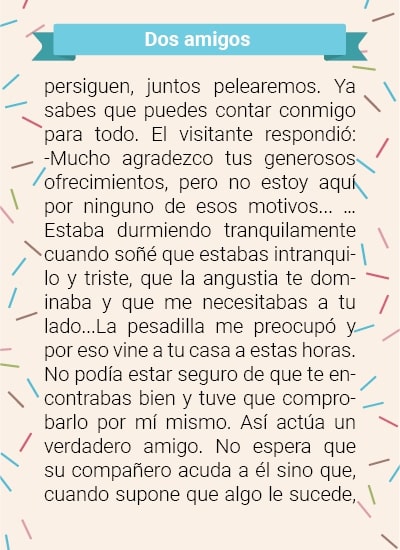 Dos amigos
persiguen, juntos pelearemos. Ya
sabes que puedes contar conmigo
para todo. El visitante respondió:
-Mucho agradezco tus generosos
ofrecimientos, pero no estoy aquí
por ninguno de esos motivos... ...
Estaba durmiendo tranquilamente
cuando soñé que estabas intranqui-
lo y triste, que la angustia te dom-
inaba y que me necesitabas a tu
lado...La pesadilla me preocupó y
por eso vine a tu casa a estas horas.
No podía estar seguro de que te en-
contrabas bien y tuve que compro-
barlo por mí mismo. Así actúa un
verdadero amigo. No espera que
su compañero acuda a él sino que,
cuando supone que algo le sucede,